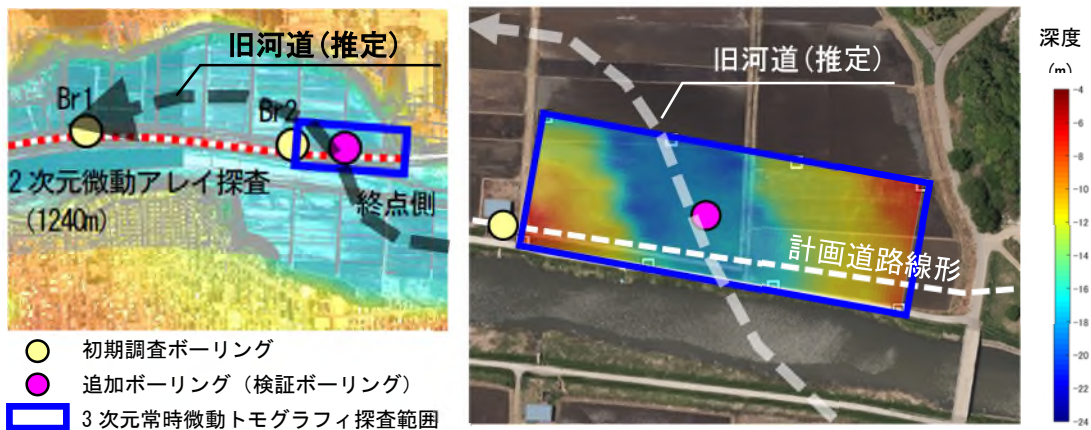 旧河道(推定)
Br1
Br2
2次元微動アレイ探査
(1240m)
終点側
初期調査ボーリング
追加ボーリング（検証ボーリング）
3次元常時微動トモグラフィ探査範囲
旧河道(推定)
計画道路線形
深度
(m)
-4
-6
-8
-10
-12
-14
-16
-18
-20
-22
-24